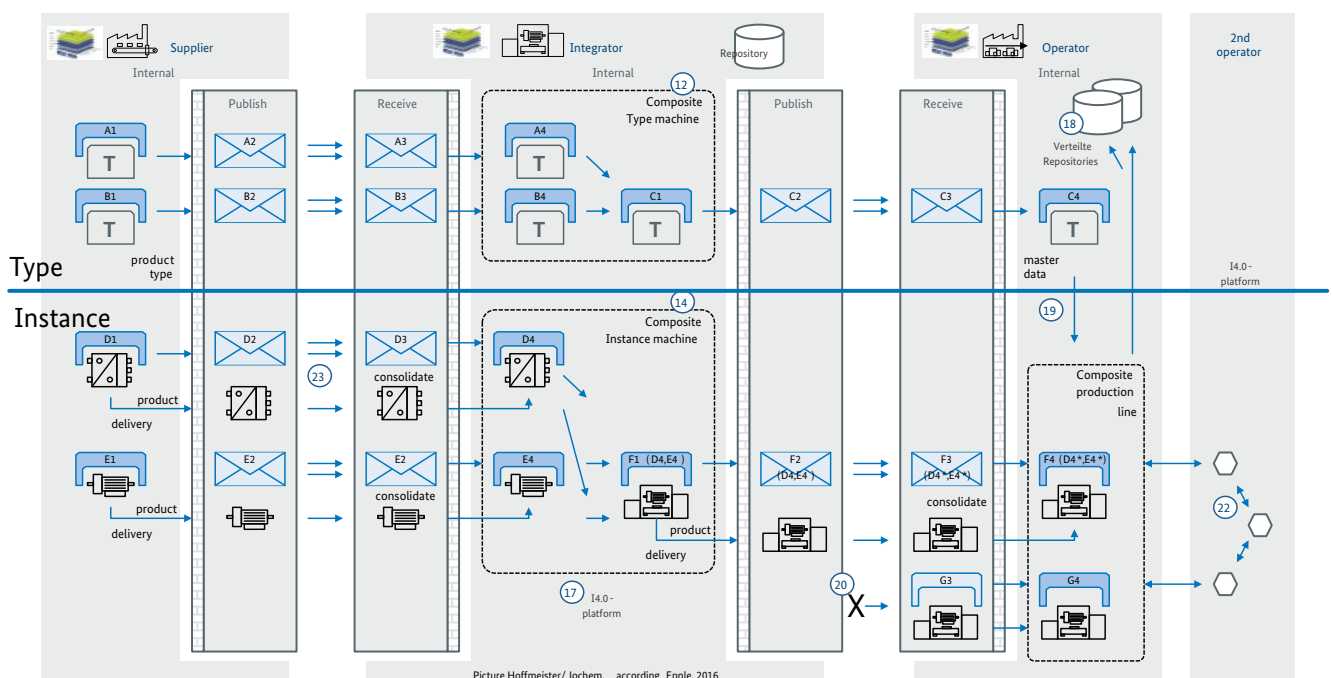 Supplier
Integrator
Repository
Operator
2nd
operator
Internal
Internal
Internal
Publish
Receive
12
Composite
Type machine
Publish
Receive
18
Verteilte
Repositories
A1
T
A2
A3
A4
T
B1
T
B2
B3
B4
T
C1
T
C2
C3
C4
T
product
type
master
data
I4.0 -
platform
Type
Instance
14
Composite
Instance machine
19
D1
D2
D3
D4
23
consolidate
product
delivery
Composite
production
line
E1
E2
E2
E4
F1 (D4,E4 )
F2
(D4,E4 )
F3
(D4*,E4*)
F4 (D4*,E4*)
consolidate
consolidate
product
delivery
product
delivery
22
20
X
G3
G4
17
I4.0 -
platform
Picture Hoffmeister/ Jochem, according Epple 2016